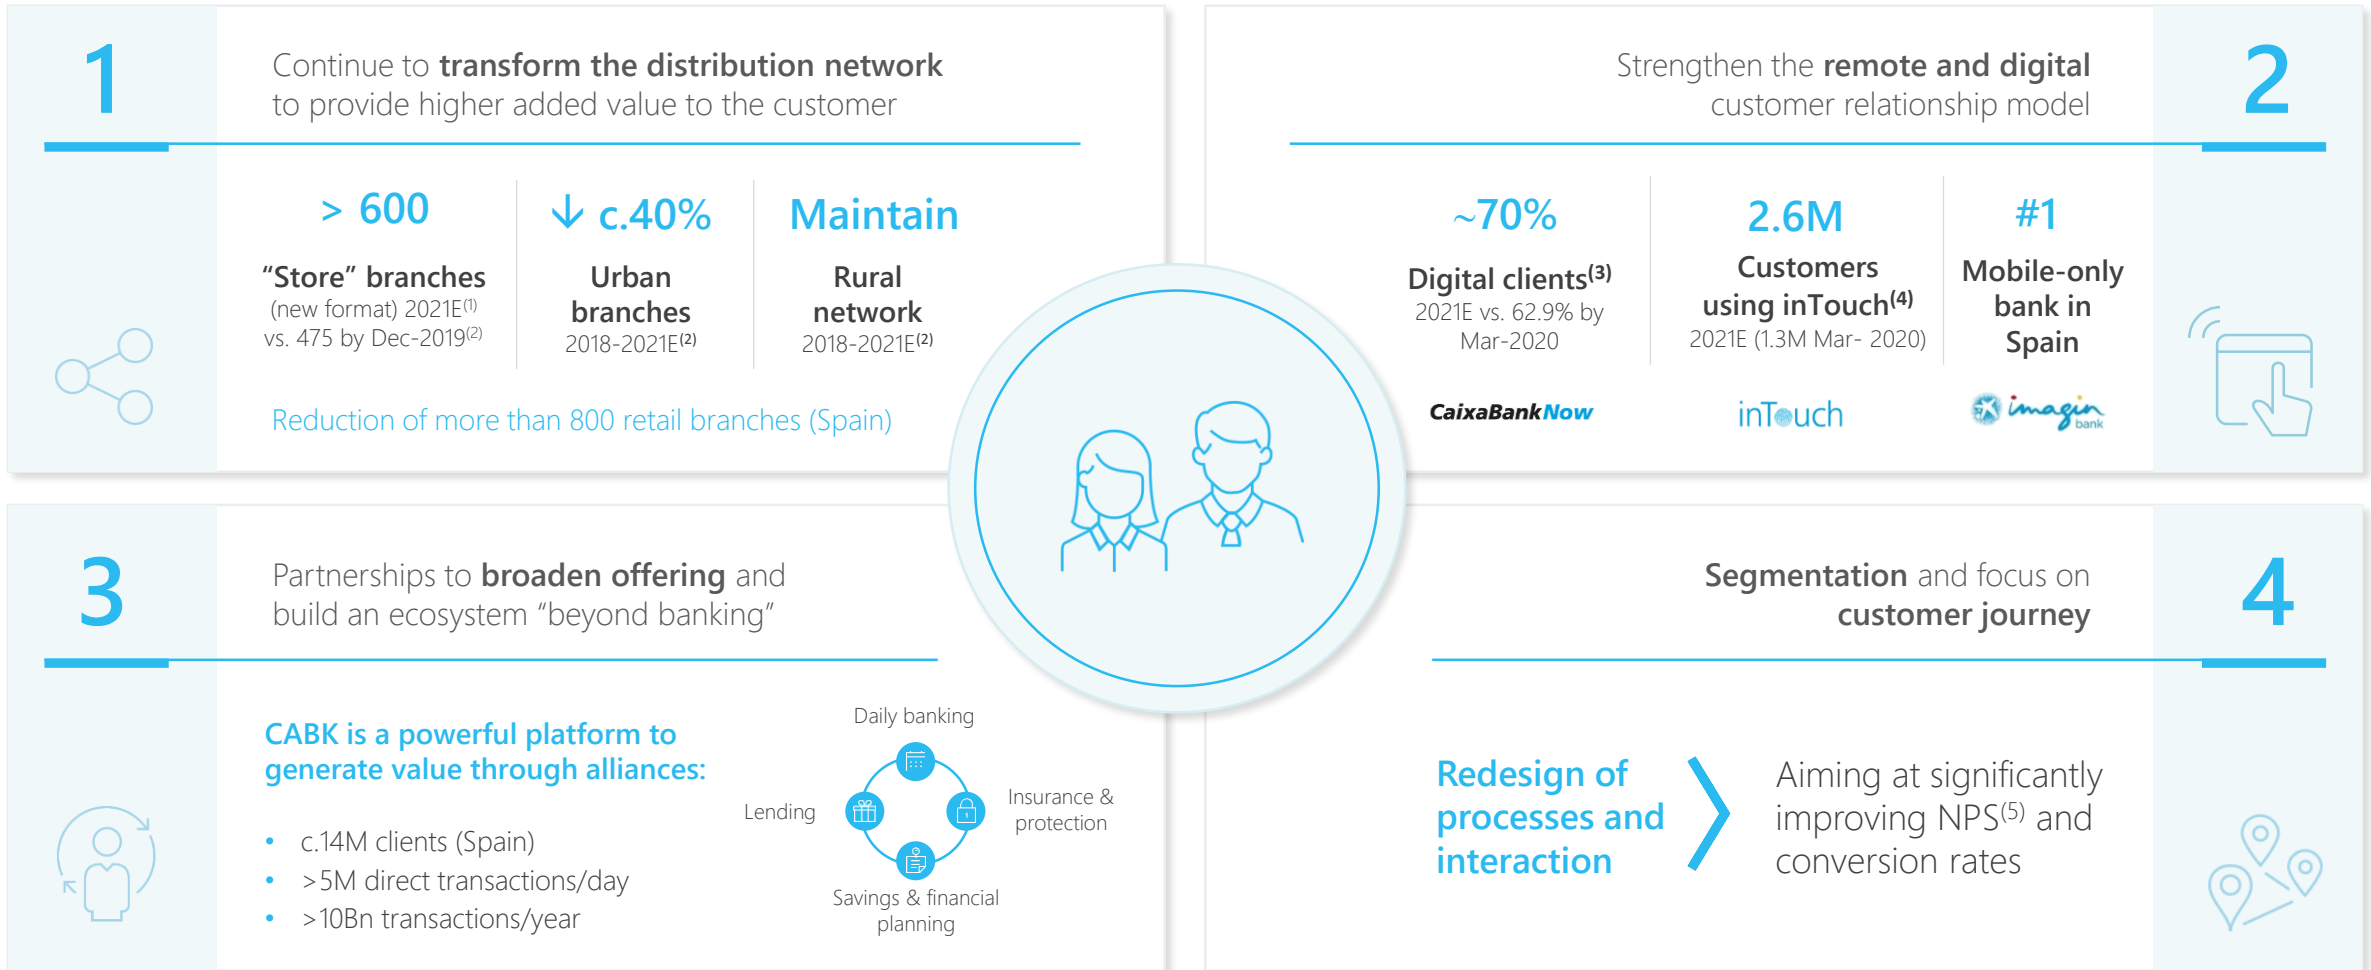 1
Continue to transform the distribution network
to provide higher added value to the customer
> 600
"Store" branches
(new format) 2021E(1)
vs. 475 by Dec-2019(2)
↓ c.40%
Urban
branches
2018-2021E(2)
Maintain
Rural
network
2018-2021E(2)
Reduction of more than 800 retail branches (Spain)
2
Strengthen the remote and digital
customer relationship model
~70%
Digital clients(3)
2021E vs. 62.9% by
Mar-2020
CaixaBankNow
2.6M
Customers
using inTouch(4)
2021E (1.3M Mar- 2020)
inTouch
#1
Mobile-only
bank in
Spain
imagin
bank
3
Partnerships to broaden offering and
build an ecosystem "beyond banking"
CABK is a powerful platform to
generate value through alliances:
• c.14M clients (Spain)
• >5M direct transactions/day
• >10Bn transactions/year
Daily banking
Lending
Insurance &
protection
Savings & financial
planning
4
Segmentation and focus on
customer journey
Redesign of
processes and
interaction
Aiming at significantly
improving NPS(5) and
conversion rates